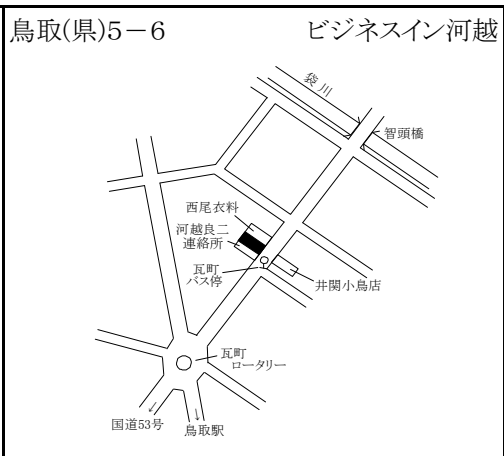 鳥取(県)5−6
ビジネスイン河越
袋川
智頭橋
西尾衣料
河越良二
連絡所
瓦町
バス停
井関小鳥店
瓦町
ロータリー
国道53号
鳥取駅